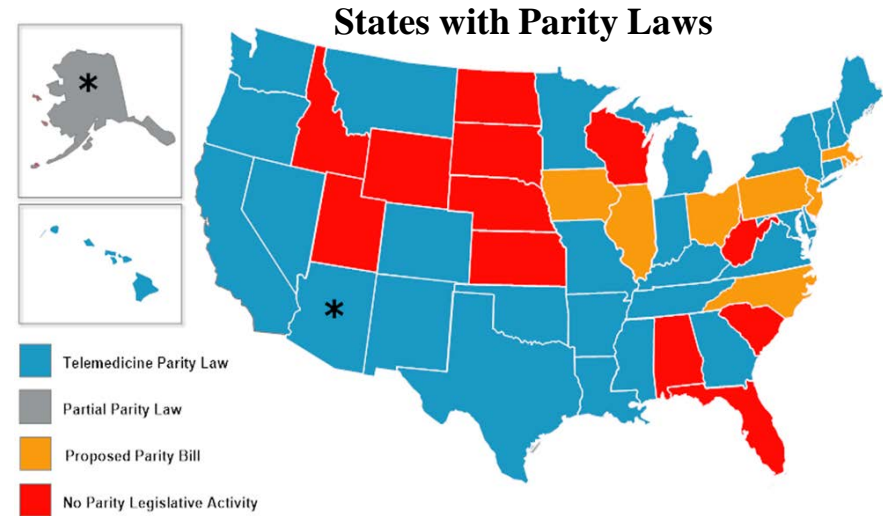 States with Parity Laws
*
*
Telemedicine Parity Law
Partial Parity Law
Proposed Parity Bill
No Parity Legislative Activity